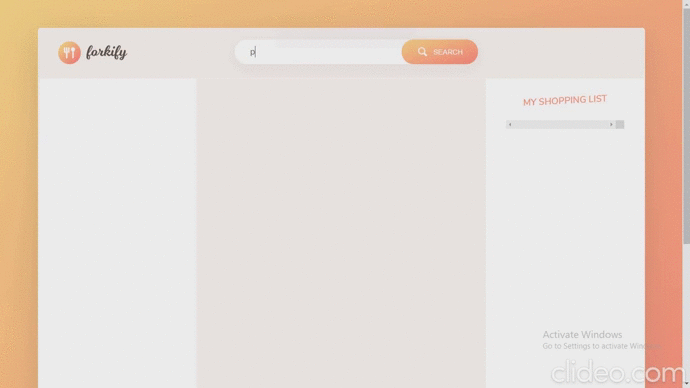 forkify
p
SEARCH
MY SHOPPING LIST
Activate Windows
Go to Settings to activate Windows.
clideo.com